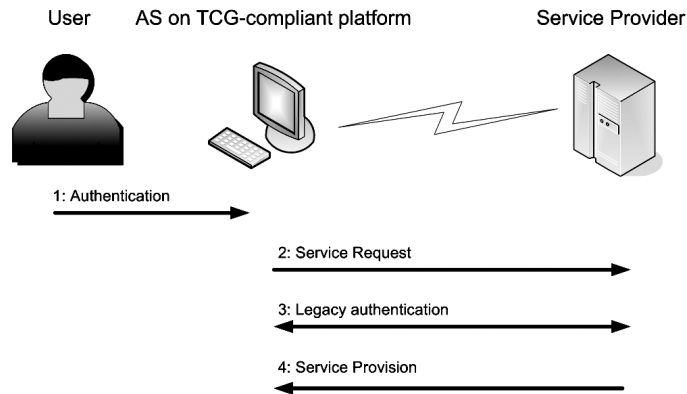 User
AS on TCG-compliant platform
Service Provider
1: Authentication
2: Service Request
3: Legacy authentication
4: Service Provision